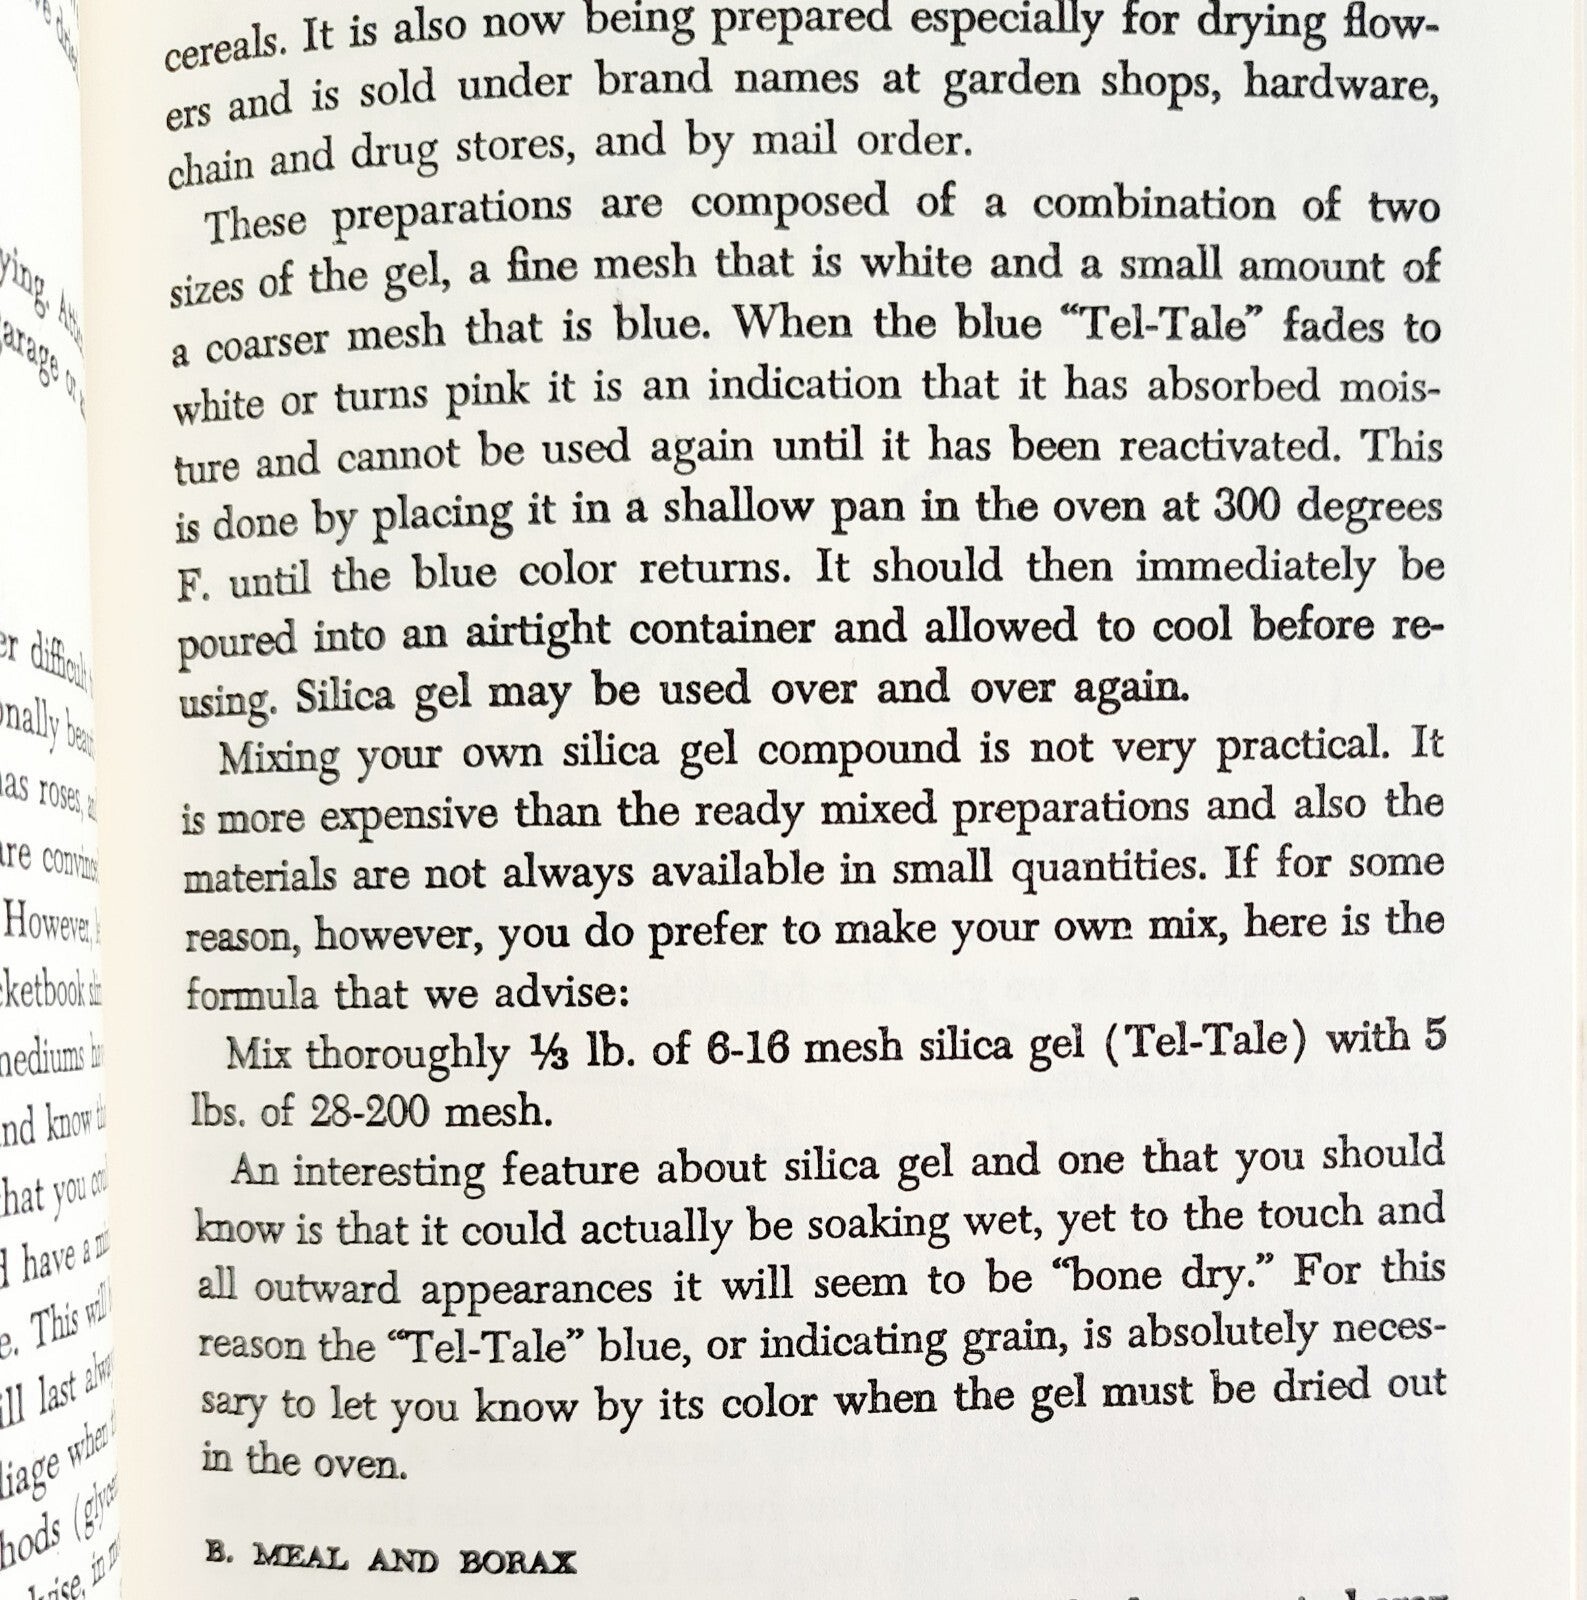 cereals. It is also now being prepared especially for drying flow-
ers and is sold under brand names at garden shops, hardware,
chain and drug stores, and by mail order.
These preparations are composed of a combination of two
sizes of the gel, a fine mesh that is white and a small amount of
a coarser mesh that is blue. When the blue “Tel-Tale” fades to
white or turns pink it is an indication that it has absorbed mois-
ture and cannot be used again until it has been reactivated. This
is done by placing it in a shallow pan in the oven at 300 degrees
F. until the blue color returns. It should then immediately be
poured into an airtight container and allowed to cool before re-
using. Silica gel may be used over and over again.
Mixing your own silica gel compound is not very practical. It
is more expensive than the ready mixed preparations and also the
materials are not always available in small quantities. If for some
reason, however, you do prefer to make your own mix, here is the
formula that we advise:
Mix thoroughly ⅓ lb. of 6-16 mesh silica gel (Tel-Tale) with 5
lbs. of 28-200 mesh.
An interesting feature about silica gel and one that you should
know is that it could actually be soaking wet, yet to the touch and
all outward appearances it will seem to be “bone dry.” For this
reason the “Tel-Tale” blue, or indicating grain, is absolutely neces-
sary to let you know by its color when the gel must be dried out
in the oven.
B. MEAL AND BORAX